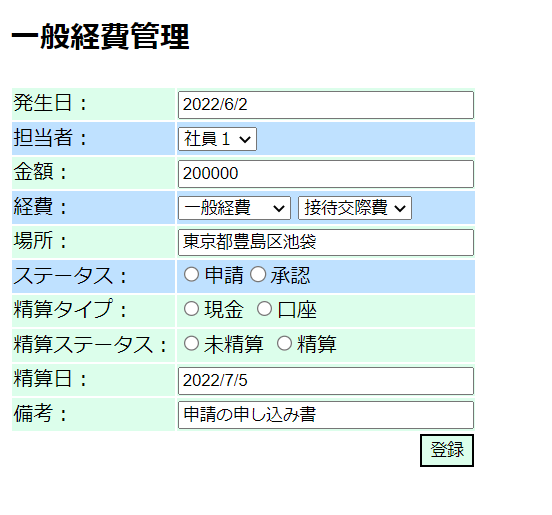 一般経費管理
発生日： 2022/6/2
担当者： 社員１
金額： 200000
経費： 一般経費 接待交際費
場所： 東京都豊島区池袋
ステータス： 申請 承認
精算タイプ： 現金 口座
精算ステータス： 未精算 精算
精算日： 2022/7/5
備考： 申請の申し込み書
登録